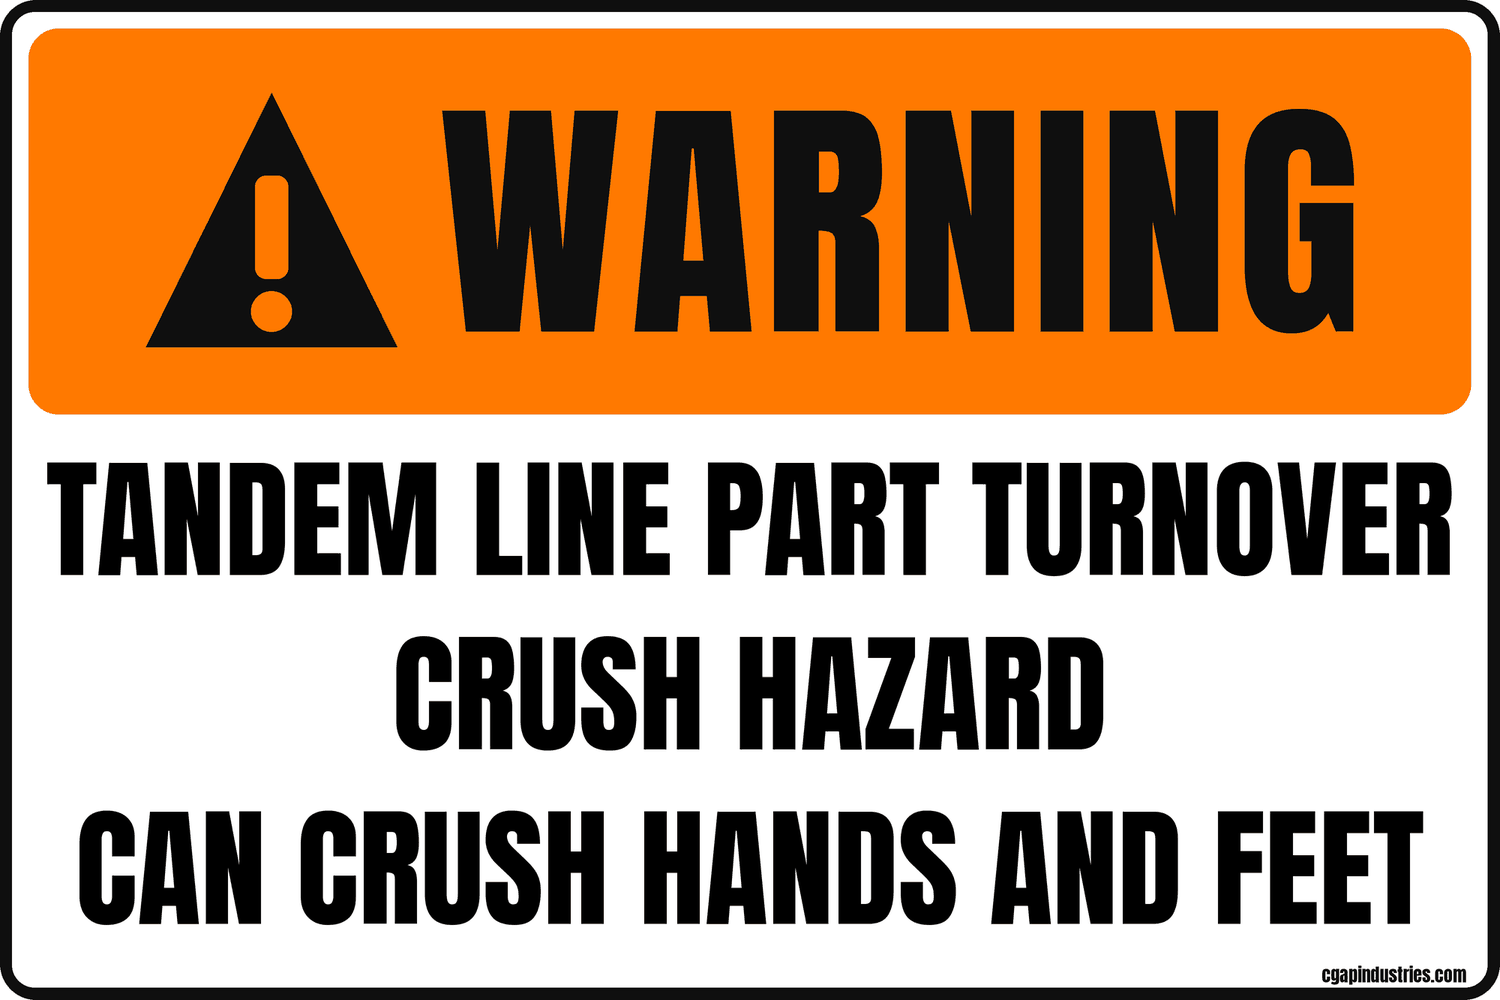 WARNING
TANDEM LINE PART TURNOVER
CRUSH HAZARD
CAN CRUSH HANDS AND FEET
cgapindustries.com